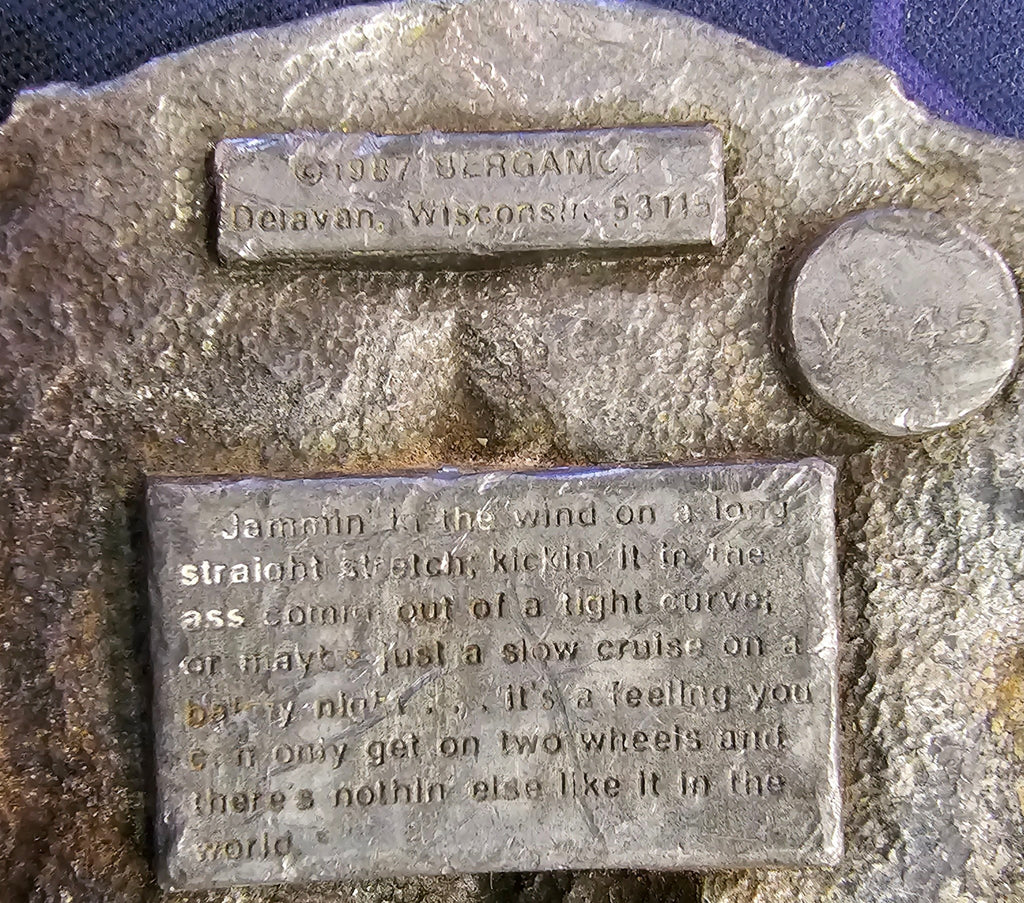 ©1987 BERGAMOT
Delavan, Wisconsin 53115
V 145
Jammin' in the wind on a long
straight stretch; kickin' it in the
ass comin' out of a tight curve;
or maybe just a slow cruise on a
balmy night . . . it's a feeling you
can only get on two wheels and
there's nothin' else like it in the
world.